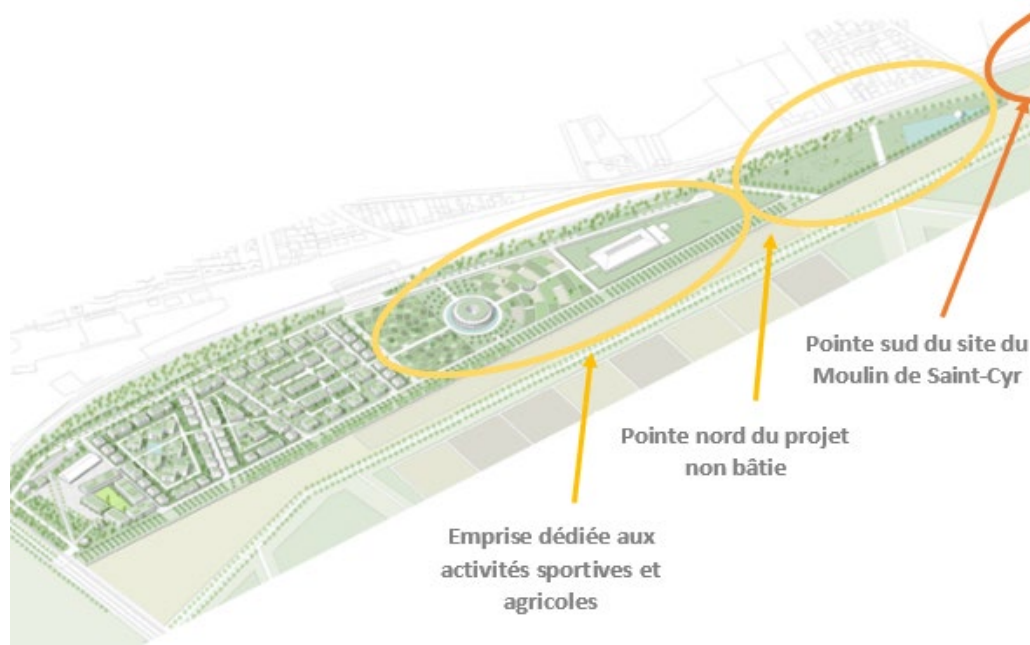 Pointe sud du site du
Moulin de Saint-Cyr
Pointe nord du projet
non bâtie
Emprise dédiée aux
activités sportives et
agricoles